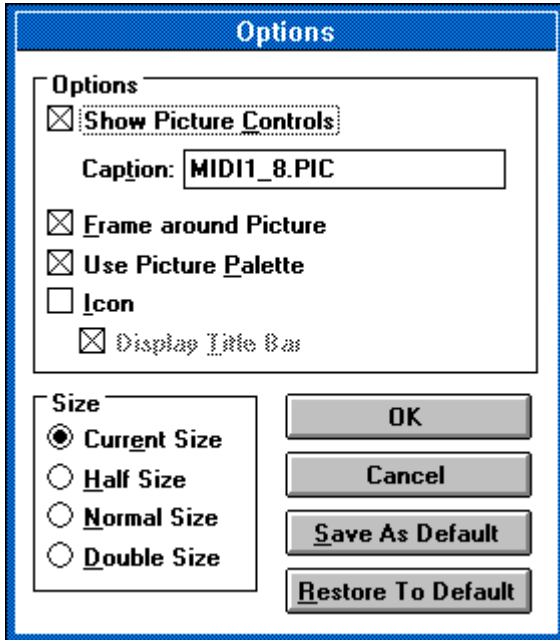 Options
Options
Show Picture Controls
Caption: MIDI1_8.PIC
Frame around Picture
Use Picture Palette
Icon
Display Title Bar
Size
Current Size
Half Size
Normal Size
Double Size
OK
Cancel
Save As Default
Restore To Default